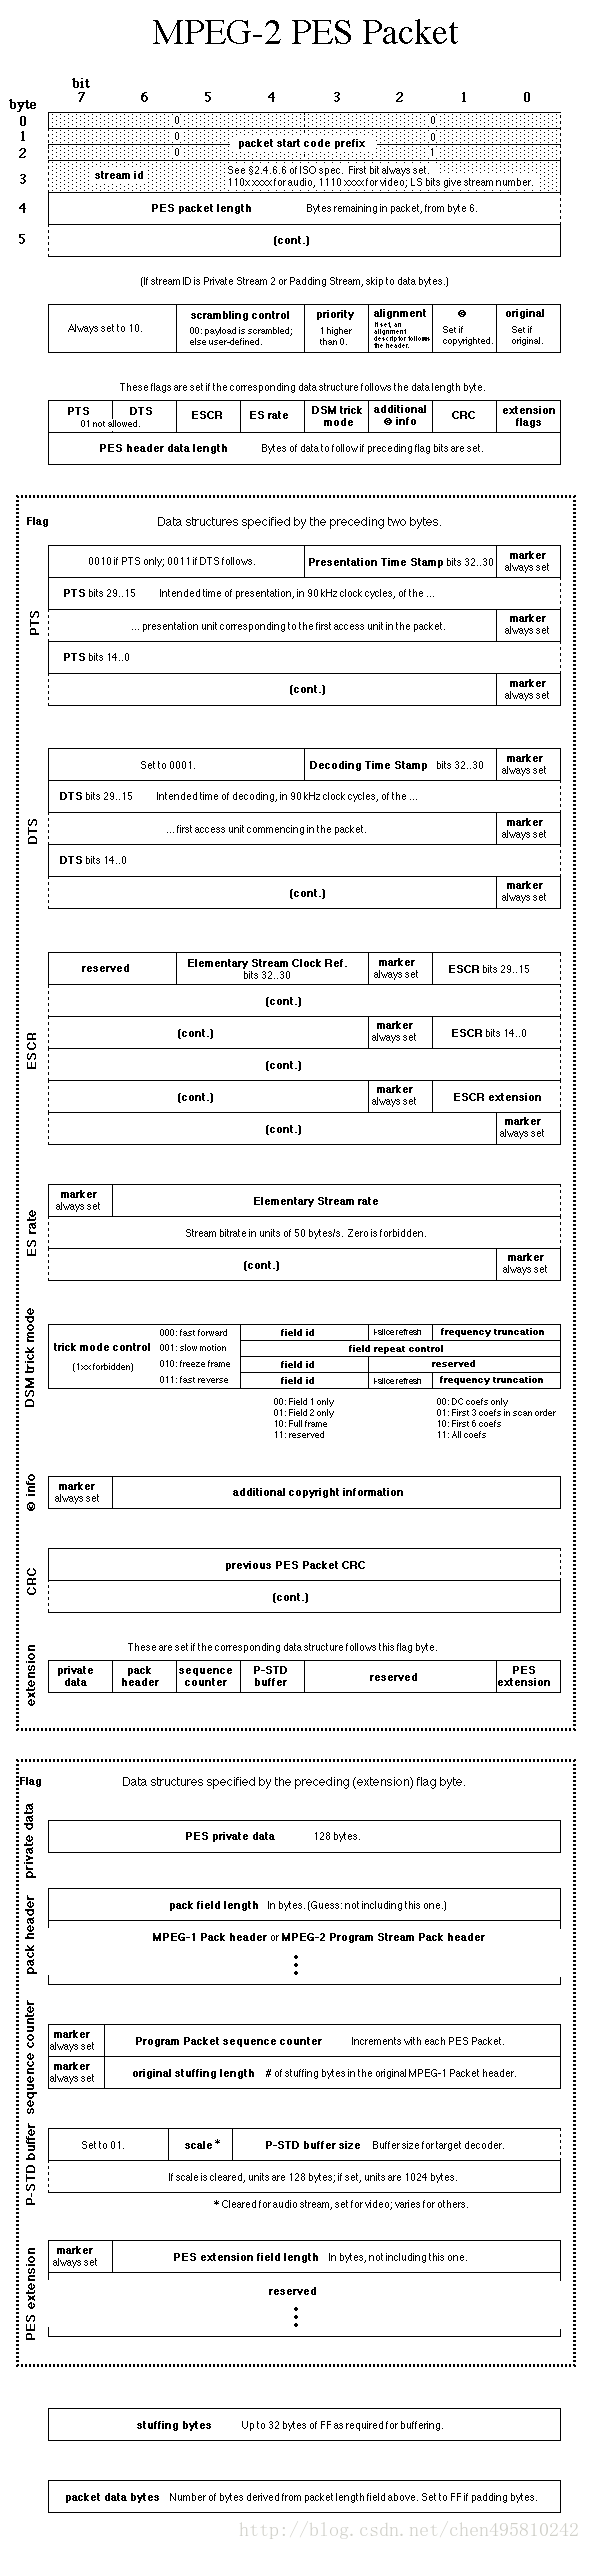 MPEG-2 PES Packet
bit
7 6 5 4 3 2 1 0
byte
0 0 0
1 0 packet start code prefix 0
2 0 1
3 stream id See §2.4.6.6 of ISO spec. First bit always set.
110x xxxx for audio, 1110 xxxx for video; LS bits give stream number.
4 PES packet length Bytes remaining in packet, from byte 6.
5 (cont.)
(If stream ID is Private Stream 2 or Padding Stream, skip to data bytes.)
Always set to 10.
scrambling control
00: payload is scrambled;
else user-defined.
priority
1 higher
than 0.
alignment
If set, an
alignment
descriptor follows
the header.
©
Set if
copyrighted.
original
Set if
original.
These flags are set if the corresponding data structure follows the data length byte.
PTS DTS
01 not allowed.
ESCR
ES rate
DSM trick
mode
additional
© info
CRC
extension
flags
PES header data length Bytes of data to follow if preceding flag bits are set.
Flag Data structures specified by the preceding two bytes.
PTS
0010 if PTS only; 0011 if DTS follows.
Presentation Time Stamp bits 32..30
marker
always set
PTS bits 29..15 Intended time of presentation, in 90 kHz clock cycles, of the ...
... presentation unit corresponding to the first access unit in the packet.
marker
always set
PTS bits 14..0
(cont.)
marker
always set
DTS
Set to 0001.
Decoding Time Stamp bits 32..30
marker
always set
DTS bits 29..15 Intended time of decoding, in 90 kHz clock cycles, of the ...
... first access unit commencing in the packet.
marker
always set
DTS bits 14..0
(cont.)
marker
always set
ESCR
reserved
Elementary Stream Clock Ref.
bits 32..30
marker
always set
ESCR bits 29..15
(cont.)
(cont.)
marker
always set
ESCR bits 14..0
(cont.)
(cont.)
marker
always set
ESCR extension
(cont.)
marker
always set
ES rate
marker
always set
Elementary Stream rate
Stream bitrate in units of 50 bytes/s. Zero is forbidden.
(cont.)
marker
always set
DSM trick mode
trick mode control
(1xx forbidden)
000: fast forward field id I-slice refresh frequency truncation
001: slow motion field repeat control
010: freeze frame field id reserved
011: fast reverse field id I-slice refresh frequency truncation
00: Field 1 only
01: Field 2 only
10: Full frame
11: reserved
00: DC coefs only
01: First 3 coefs in scan order
10: First 6 coefs
11: All coefs
© info
marker
always set
additional copyright information
CRC
previous PES Packet CRC
(cont.)
extension
These are set if the corresponding data structure follows this flag byte.
private
data
pack
header
sequence
counter
P-STD
buffer
reserved
PES
extension
Flag Data structures specified by the preceding (extension) flag byte.
private data
PES private data 128 bytes.
pack header
pack field length In bytes. (Guess: not including this one.)
MPEG-1 Pack header or MPEG-2 Program Stream Pack header
sequence counter
marker
always set
Program Packet sequence counter Increments with each PES Packet.
marker
always set
original stuffing length # of stuffing bytes in the original MPEG-1 Packet header.
P-STD buffer
Set to 01. scale* P-STD buffer size Buffer size for target decoder.
If scale is cleared, units are 128 bytes; if set, units are 1024 bytes.
* Cleared for audio stream, set for video; varies for others.
PES extension
marker
always set
PES extension field length In bytes, not including this one.
reserved
stuffing bytes Up to 32 bytes of FF as required for buffering.
packet data bytes Number of bytes derived from packet length field above. Set to FF if padding bytes.
http://blog.csdn.net/chen495810242